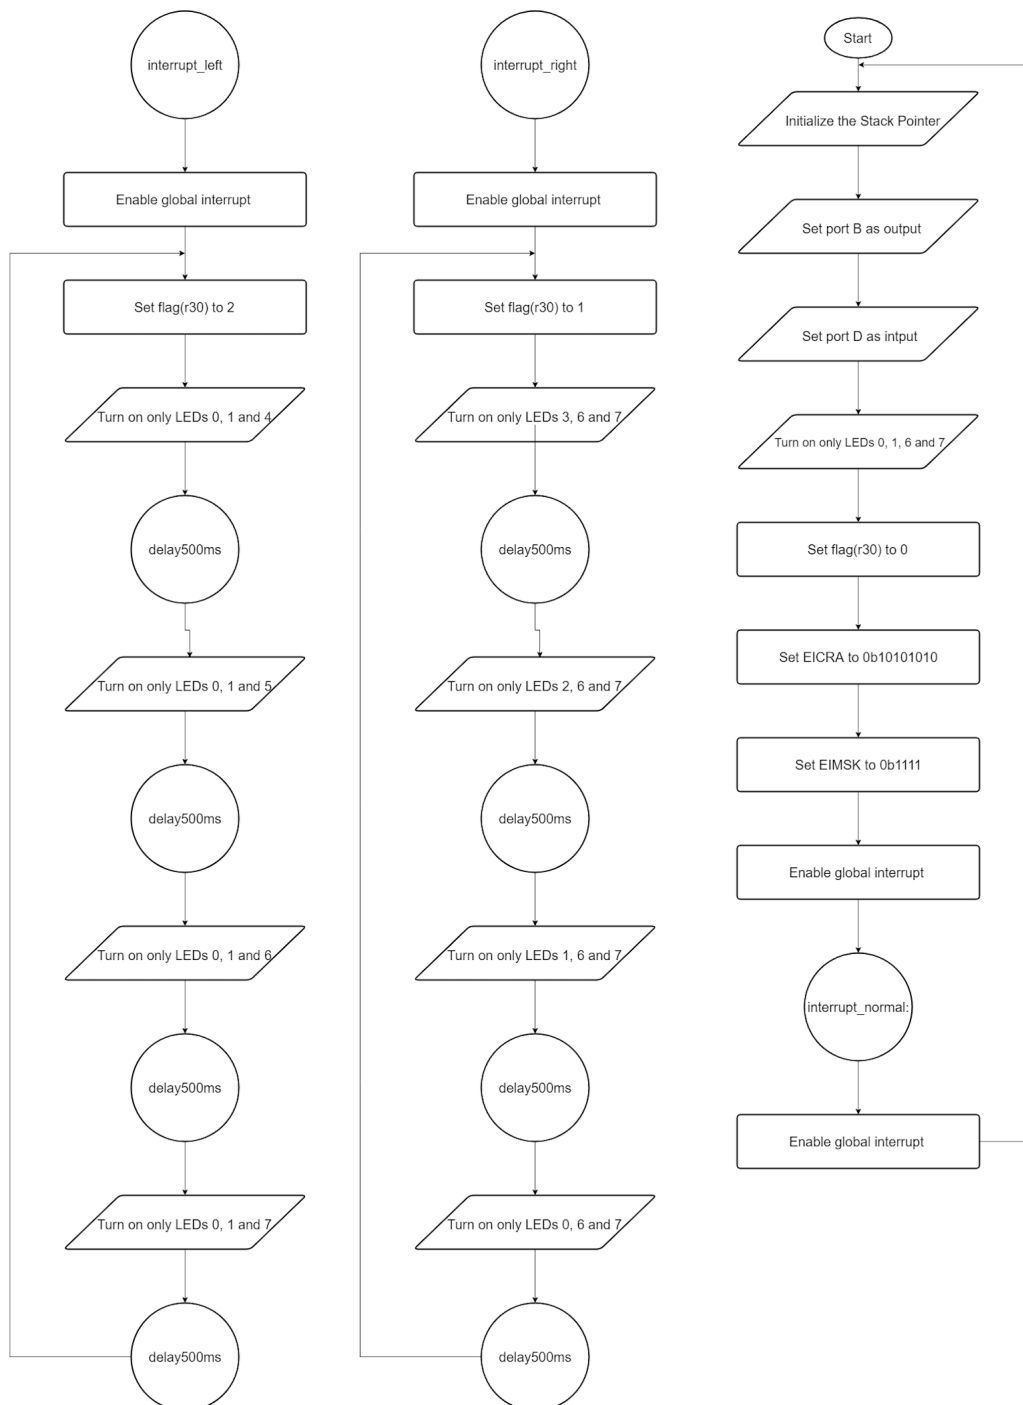 interrupt_left
Enable global interrupt
Set flag(r30) to 2
Turn on only LEDs 0, 1 and 4
delay500ms
Turn on only LEDs 0, 1 and 5
delay500ms
Turn on only LEDs 0, 1 and 6
delay500ms
Turn on only LEDs 0, 1 and 7
delay500ms
interrupt_right
Enable global interrupt
Set flag(r30) to 1
Turn on only LEDs 3, 6 and 7
delay500ms
Turn on only LEDs 2, 6 and 7
delay500ms
Turn on only LEDs 1, 6 and 7
delay500ms
Turn on only LEDs 0, 6 and 7
delay500ms
Start
Initialize the Stack Pointer
Set port B as output
Set port D as intput
Turn on only LEDs 0, 1, 6 and 7
Set flag(r30) to 0
Set EICRA to 0b10101010
Set EIMSK to 0b1111
Enable global interrupt
interrupt_normal:
Enable global interrupt